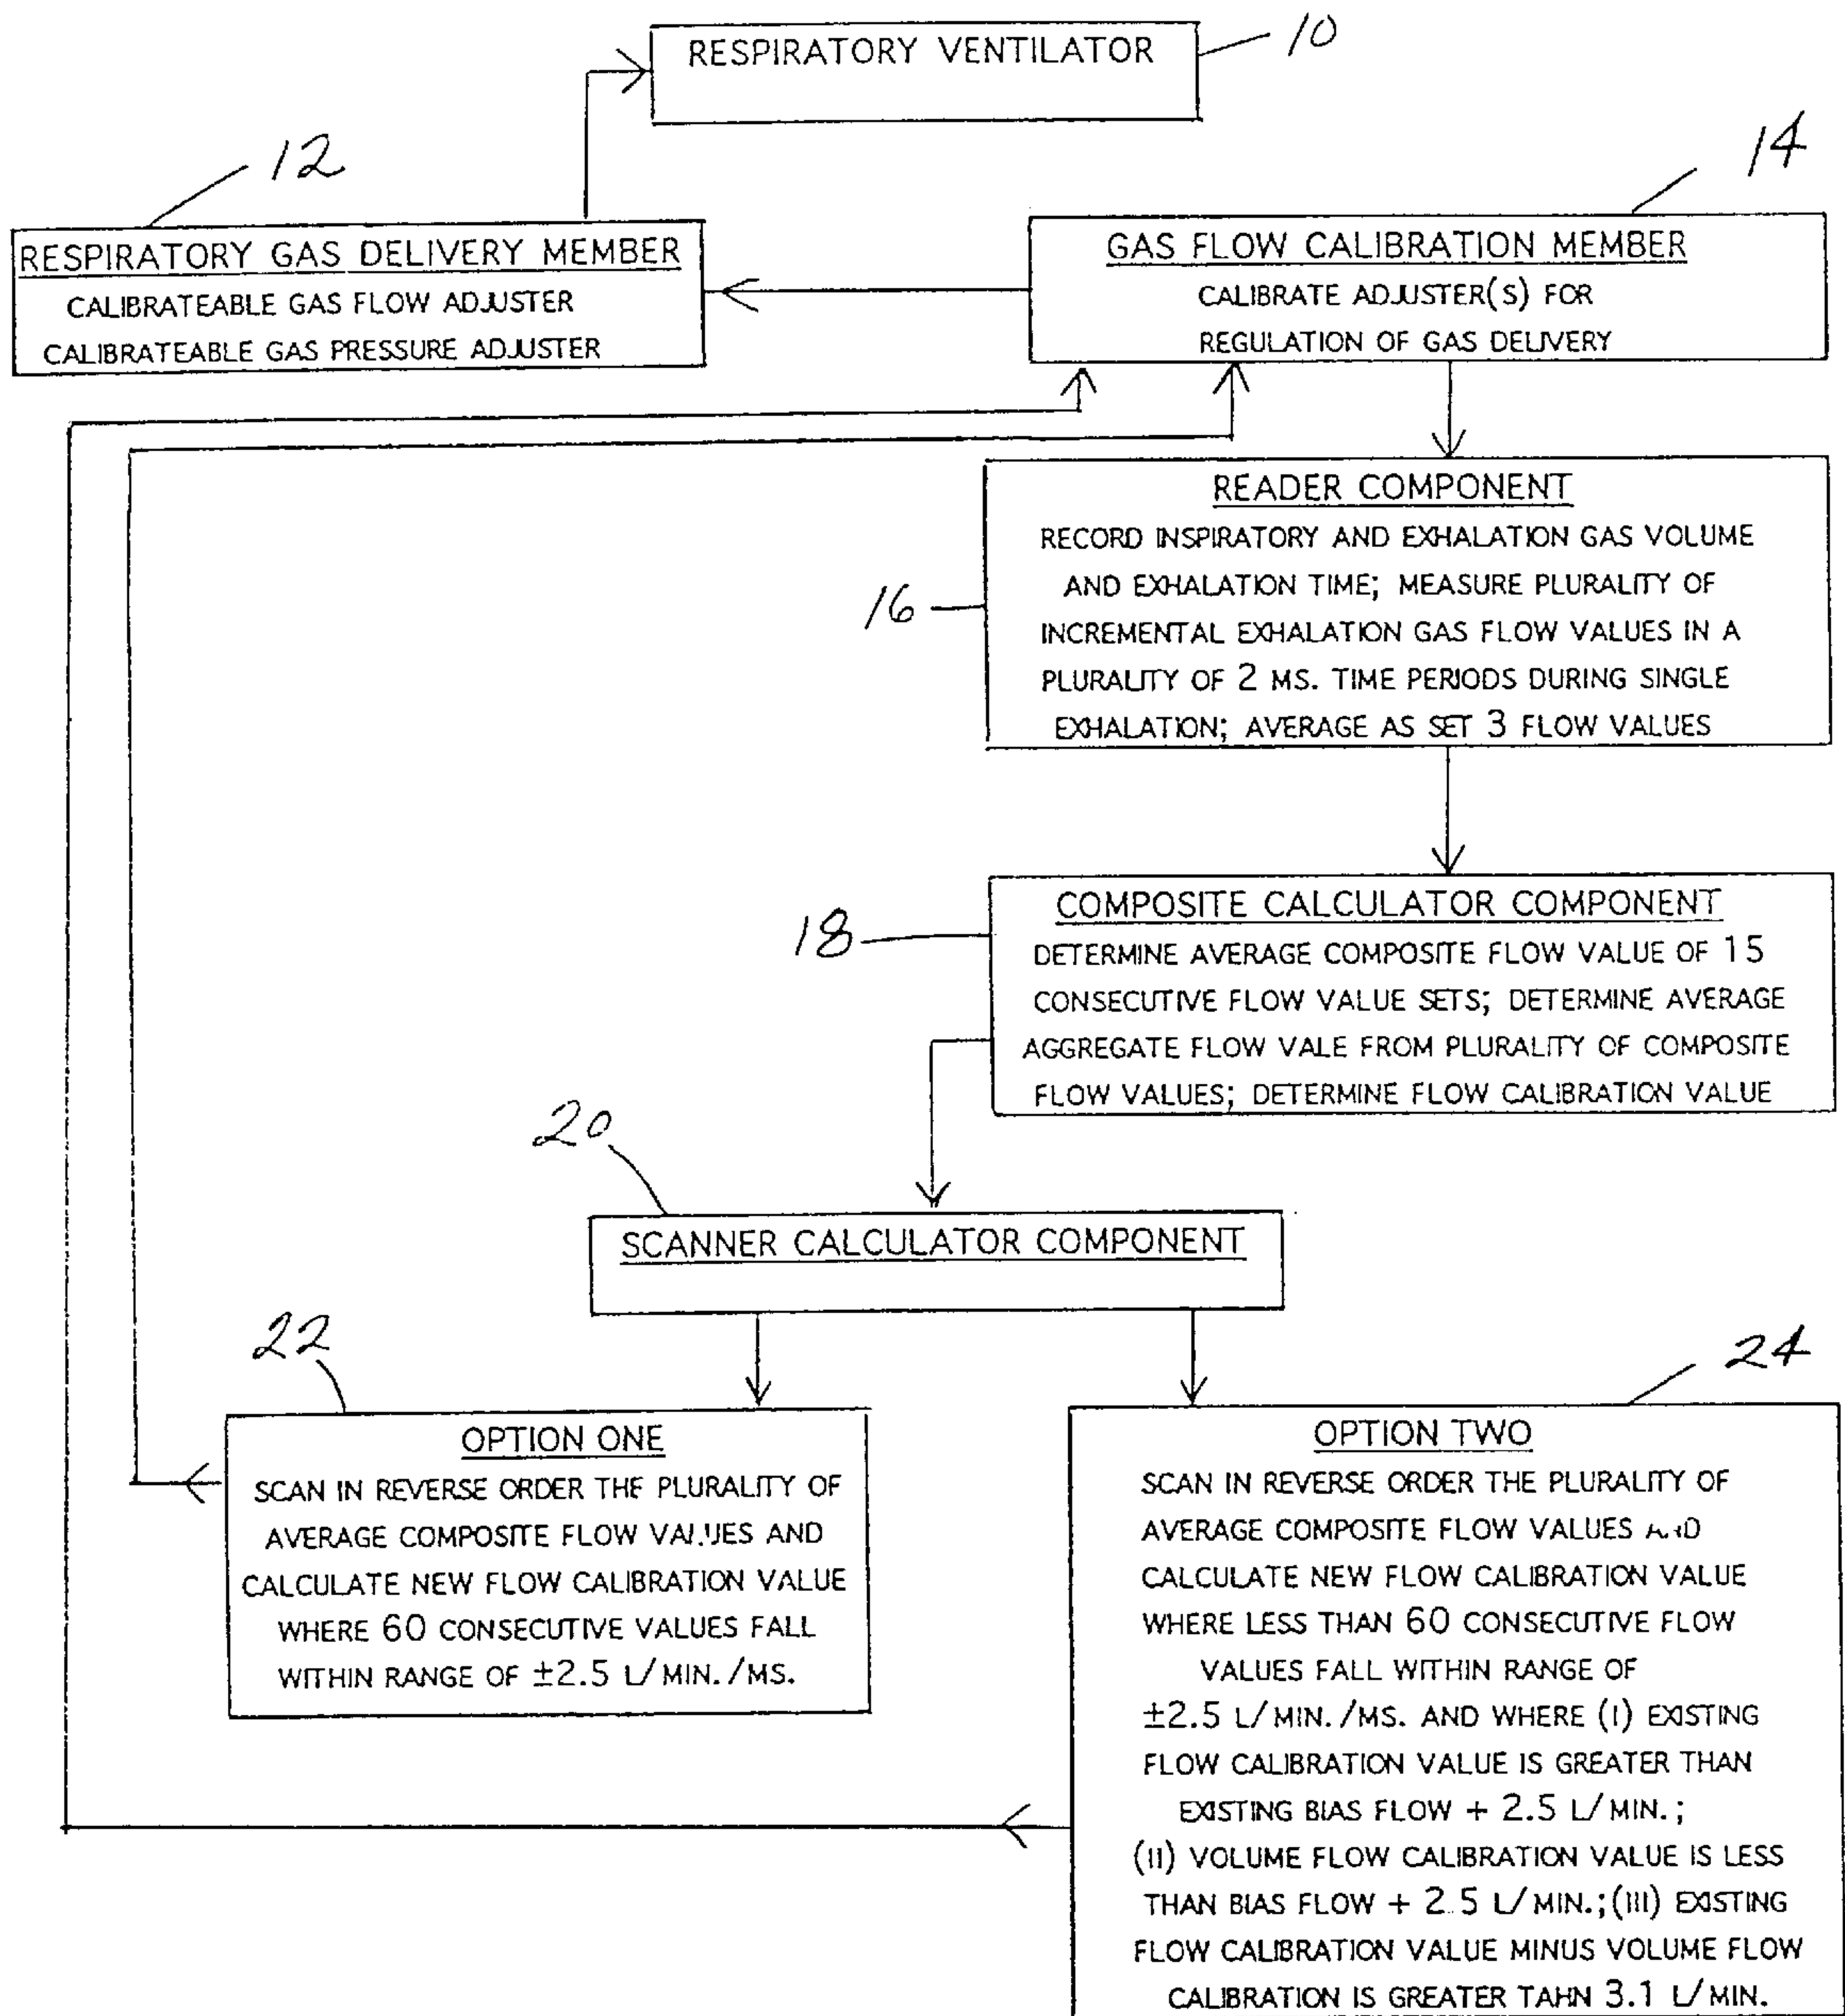 RESPIRATORY VENTILATOR
10
12
RESPIRATORY GAS DELIVERY MEMBER
CALIBRATEABLE GAS FLOW ADJUSTER
CALIBRATEABLE GAS PRESSURE ADJUSTER
14
GAS FLOW CALIBRATION MEMBER
CALIBRATE ADJUSTER(S) FOR
REGULATION OF GAS DELIVERY
16
READER COMPONENT
RECORD INSPIRATORY AND EXHALATION GAS VOLUME
AND EXHALATION TIME; MEASURE PLURALITY OF
INCREMENTAL EXHALATION GAS FLOW VALUES IN A
PLURALITY OF 2 MS. TIME PERIODS DURING SINGLE
EXHALATION; AVERAGE AS SET 3 FLOW VALUES
18
COMPOSITE CALCULATOR COMPONENT
DETERMINE AVERAGE COMPOSITE FLOW VALUE OF 15
CONSECUTIVE FLOW VALUE SETS; DETERMINE AVERAGE
AGGREGATE FLOW VALE FROM PLURALITY OF COMPOSITE
FLOW VALUES; DETERMINE FLOW CALIBRATION VALUE
20
SCANNER CALCULATOR COMPONENT
22
OPTION ONE
SCAN IN REVERSE ORDER THE PLURALITY OF
AVERAGE COMPOSITE FLOW VALUES AND
CALCULATE NEW FLOW CALIBRATION VALUE
WHERE 60 CONSECUTIVE VALUES FALL
WITHIN RANGE OF ±2.5 L/MIN./MS.
24
OPTION TWO
SCAN IN REVERSE ORDER THE PLURALITY OF
AVERAGE COMPOSITE FLOW VALUES AND
CALCULATE NEW FLOW CALIBRATION VALUE
WHERE LESS THAN 60 CONSECUTIVE FLOW
VALUES FALL WITHIN RANGE OF
±2.5 L/MIN./MS. AND WHERE (I) EXISTING
FLOW CALIBRATION VALUE IS GREATER THAN
EXISTING BIAS FLOW + 2.5 L/MIN.;
(II) VOLUME FLOW CALIBRATION VALUE IS LESS
THAN BIAS FLOW + 2.5 L/MIN.; (III) EXISTING
FLOW CALIBRATION VALUE MINUS VOLUME FLOW
CALIBRATION IS GREATER TAHN 3.1 L/MIN.